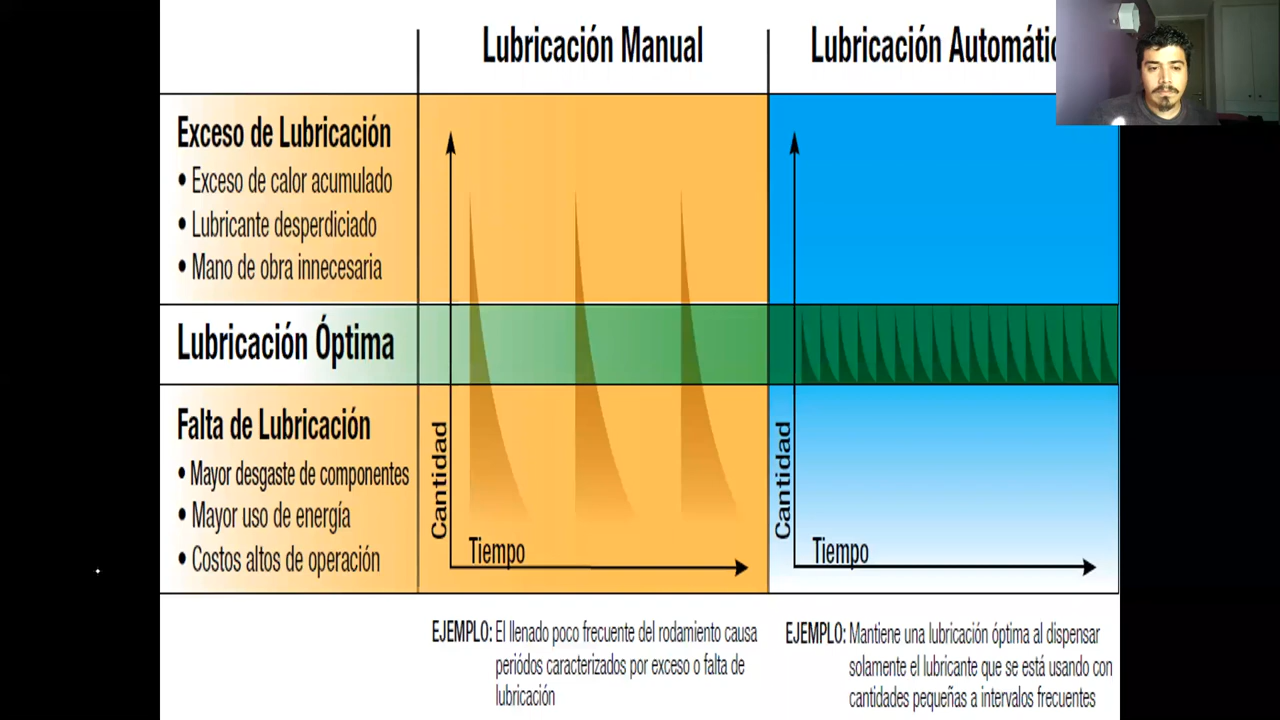 Lubricación Manual
Lubricación Automátic
Exceso de Lubricación
• Exceso de calor acumulado
• Lubricante desperdiciado
• Mano de obra innecesaria
Lubricación Óptima
Falta de Lubricación
• Mayor desgaste de componentes
• Mayor uso de energía
• Costos altos de operación
Cantidad
Tiempo
Cantidad
Tiempo
EJEMPLO: El llenado poco frecuente del rodamiento causa
periódos caracterizados por exceso o falta de
lubricación
EJEMPLO: Mantiene una lubricación óptima al dispensar
solamente el lubricante que se está usando con
cantidades pequeñas a intervalos frecuentes